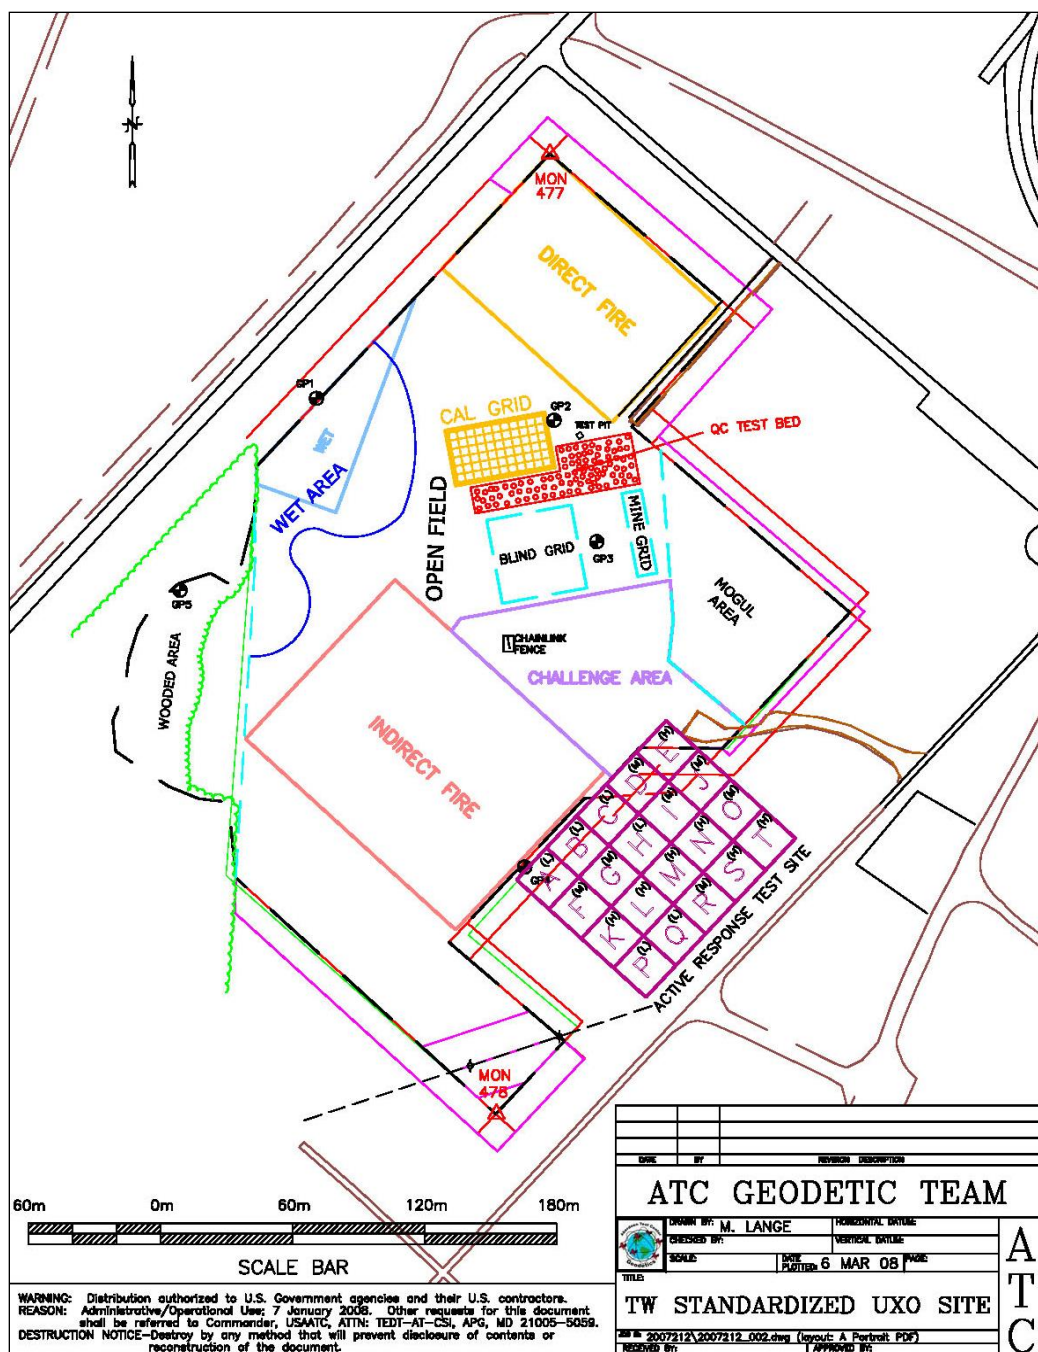 N
MON
477
DIRECT FIRE
GP1
CAL GRID
GP2
TEST PIT
QC TEST BED
WET
WET AREA
OPEN FIELD
BLIND GRID
GP3
MINE GRID
MOGUL
AREA
GP5
WOODED AREA
CHAINLINK
FENCE
CHALLENGE AREA
INDIRECT FIRE
E (H)
D (M)
J (M)
C (L)
I (M)
O (M)
B (L)
H (L)
N (H)
T (H)
A (L)
G (M)
M (H)
S (H)
GP4
F (M)
L (H)
R (M)
K (H)
Q (L)
P (L)
ACTIVE RESPONSE TEST SITE
MON
478
60m 0m 60m 120m 180m
SCALE BAR
WARNING: Distribution authorized to U.S. Government agencies and their U.S. contractors.
REASON: Administrative/Operational Use; 7 January 2008. Other requests for this document
shall be referred to Commander, USAATC, ATTN: TEDT-AT-CSI, APG, MD 21005-5059.
DESTRUCTION NOTICE-Destroy by any method that will prevent disclosure of contents or
reconstruction of the document.
DATE BY REVISION DESCRIPTION
ATC GEODETIC TEAM
DRAWN BY: M. LANGE HORIZONTAL DATUM:
CHECKED BY: VERTICAL DATUM:
SCALE: DATE PLOTTED: 6 MAR 08 PAGE:
TITLE:
TW STANDARDIZED UXO SITE
2007212\2007212_002.dwg (layout: A Portrait PDF)
RECEIVED BY: APPROVED BY:
ATC